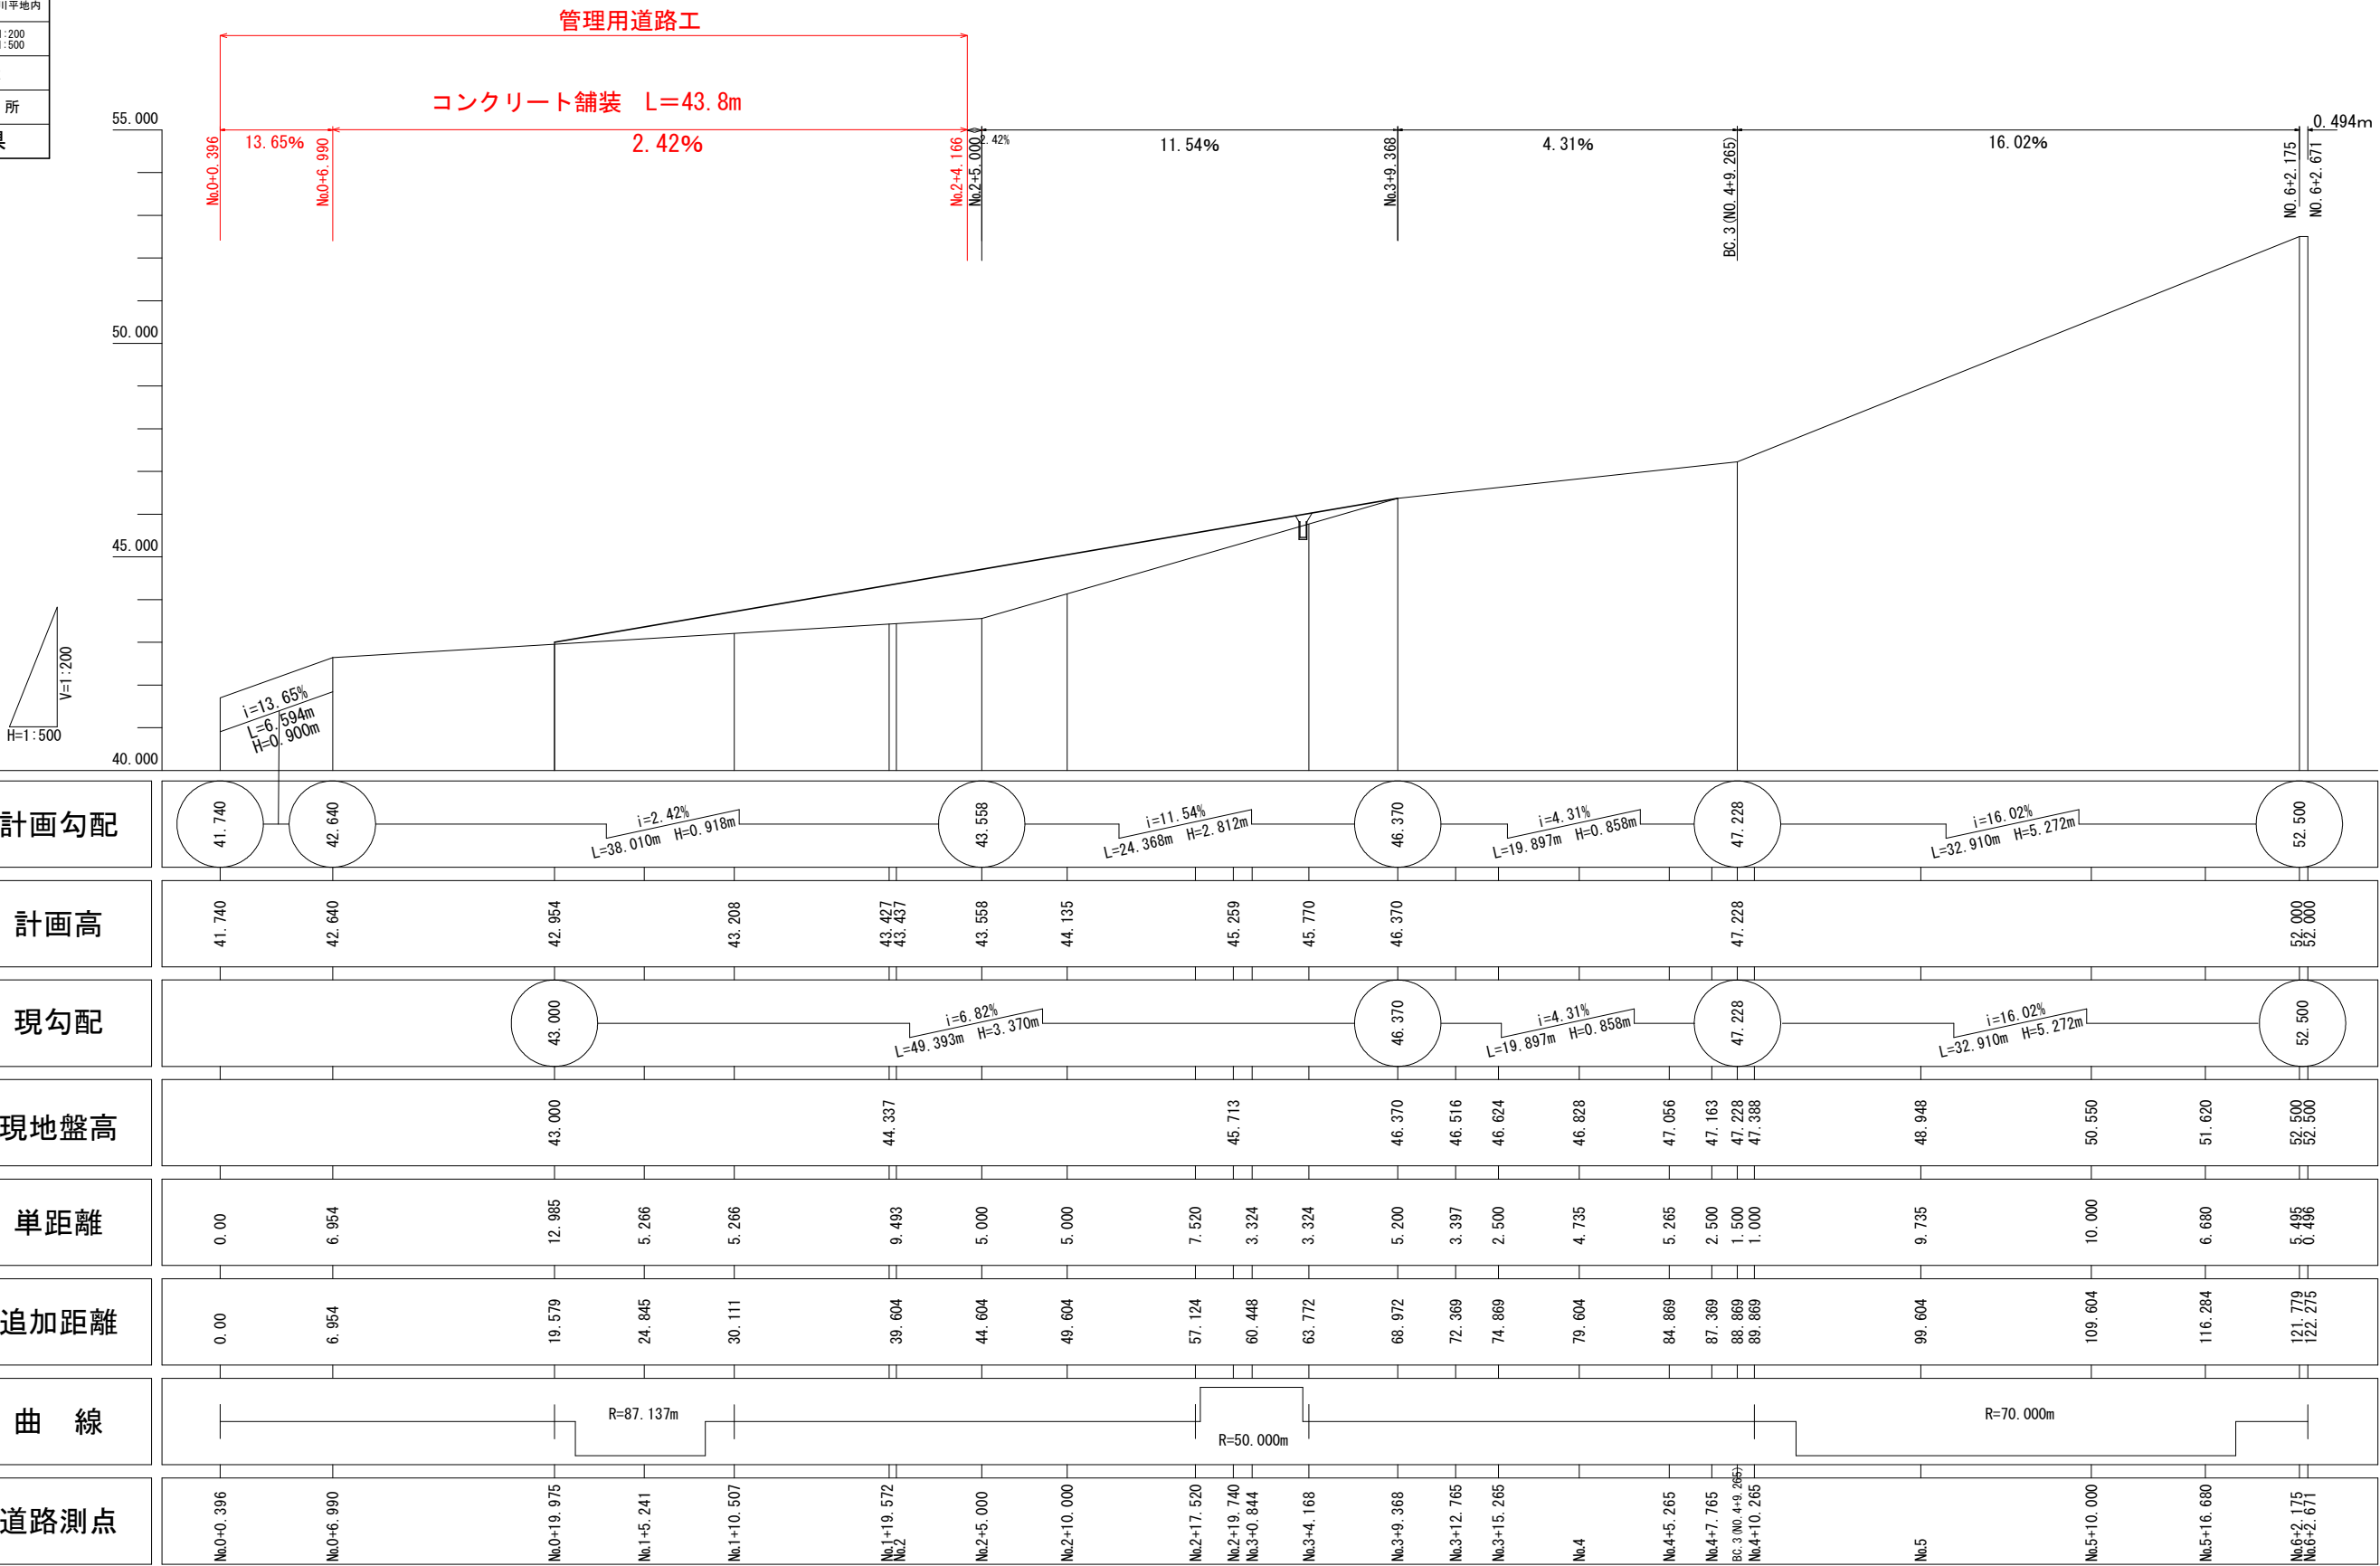 川平地内
1:200
1:500
所
県
管理用道路工
コンクリート舗装　L=43.8m
13.65%
2.42%
2.42%
11.54%
4.31%
16.02%
0.494m
No.0+0.396
No.0+6.990
No.2+4.166
No.2+5.000
No.3+9.368
BC.3(NO.4+9.265)
NO.6+2.175
NO.6+2.671
55.000
50.000
45.000
40.000
V=1:200
H=1:500
i=13.65%
L=6.594m
H=0.900m
計画勾配
41.740
42.640
i=2.42%
L=38.010m H=0.918m
43.558
i=11.54%
L=24.368m H=2.812m
46.370
i=4.31%
L=19.897m H=0.858m
47.228
i=16.02%
L=32.910m H=5.272m
52.500
計画高
41.740
42.640
42.954
43.208
43.427
43.437
43.558
44.135
45.259
45.770
46.370
47.228
52.000
52.000
現勾配
43.000
i=6.82%
L=49.393m H=3.370m
46.370
i=4.31%
L=19.897m H=0.858m
47.228
i=16.02%
L=32.910m H=5.272m
52.500
現地盤高
43.000
44.337
45.713
46.370
46.516
46.624
46.828
47.056
47.163
47.228
47.388
48.948
50.550
51.620
52.500
52.500
単距離
0.00
6.954
12.985
5.266
5.266
9.493
5.000
5.000
7.520
3.324
3.324
5.200
3.397
2.500
4.735
5.265
2.500
1.500
1.000
9.735
10.000
6.680
5.495
0.496
追加距離
0.00
6.954
19.579
24.845
30.111
39.604
44.604
49.604
57.124
60.448
63.772
68.972
72.369
74.869
79.604
84.869
87.369
88.869
89.869
99.604
109.604
116.284
121.779
122.275
曲　線
R=87.137m
R=50.000m
R=70.000m
道路測点
No.0+0.396
No.0+6.990
No.0+19.975
No.1+5.241
No.1+10.507
No.1+19.572
No.2
No.2+5.000
No.2+10.000
No.2+17.520
No.2+19.740
No.3+0.844
No.3+4.168
No.3+9.368
No.3+12.765
No.3+15.265
No.4
No.4+5.265
No.4+7.765
BC.3(NO.4+9.265)
No.4+10.265
No.5
No.5+10.000
No.5+16.680
No.6+2.175
No.6+2.671